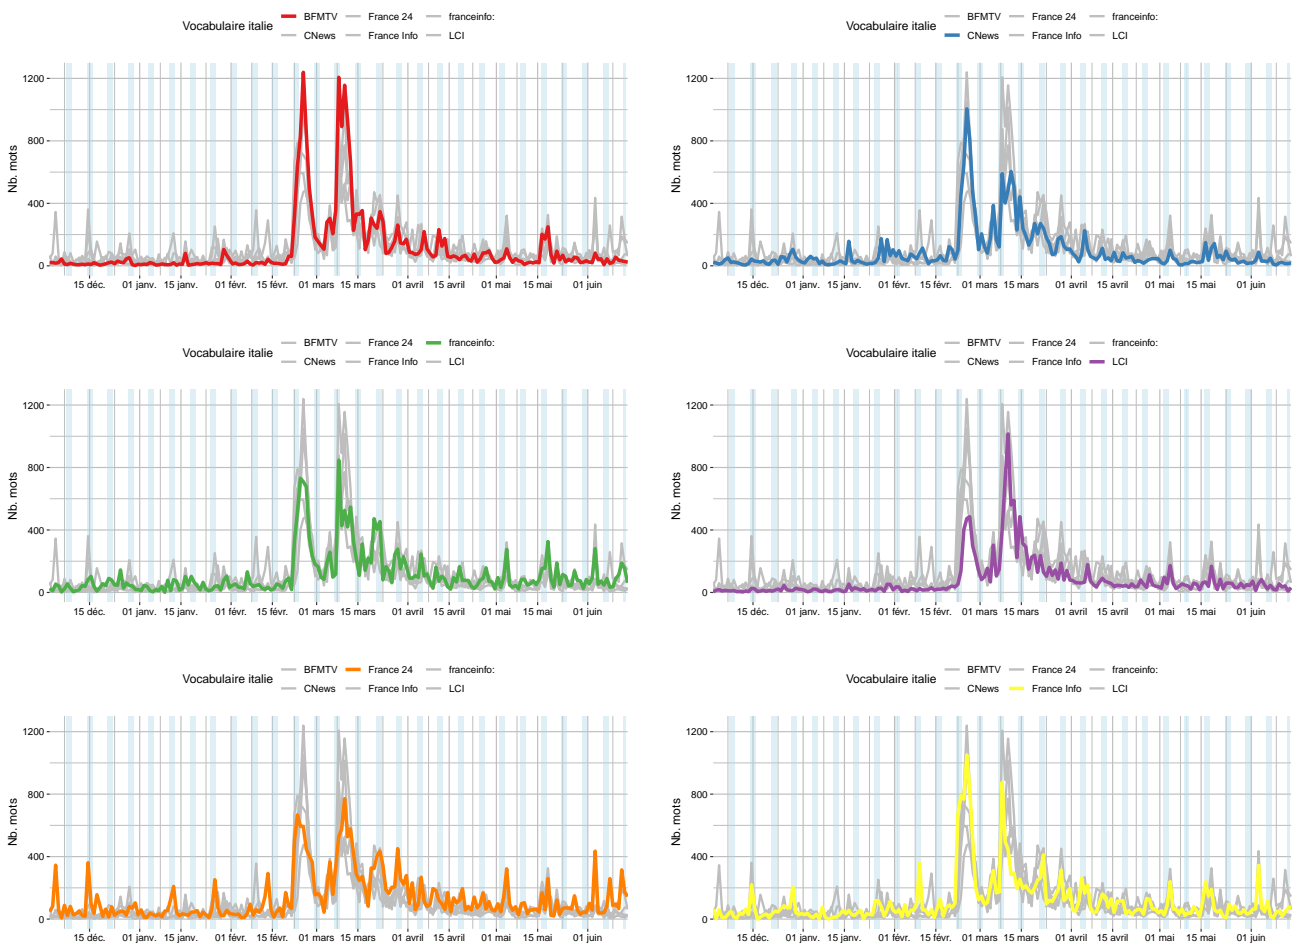 Vocabulaire italie BFMTV France 24 franceinfo:
CNews France Info LCI
Nb. mots
1200
800
400
0
15 déc. 01 janv. 15 janv. 01 févr. 15 févr. 01 mars 15 mars 01 avril 15 avril 01 mai 15 mai 01 juin
Vocabulaire italie BFMTV France 24 franceinfo:
CNews France Info LCI
Nb. mots
1200
800
400
0
15 déc. 01 janv. 15 janv. 01 févr. 15 févr. 01 mars 15 mars 01 avril 15 avril 01 mai 15 mai 01 juin
Vocabulaire italie BFMTV France 24 franceinfo:
CNews France Info LCI
Nb. mots
1200
800
400
0
15 déc. 01 janv. 15 janv. 01 févr. 15 févr. 01 mars 15 mars 01 avril 15 avril 01 mai 15 mai 01 juin
Vocabulaire italie BFMTV France 24 franceinfo:
CNews France Info LCI
Nb. mots
1200
800
400
0
15 déc. 01 janv. 15 janv. 01 févr. 15 févr. 01 mars 15 mars 01 avril 15 avril 01 mai 15 mai 01 juin
Vocabulaire italie BFMTV France 24 franceinfo:
CNews France Info LCI
Nb. mots
1200
800
400
0
15 déc. 01 janv. 15 janv. 01 févr. 15 févr. 01 mars 15 mars 01 avril 15 avril 01 mai 15 mai 01 juin
Vocabulaire italie BFMTV France 24 franceinfo:
CNews France Info LCI
Nb. mots
1200
800
400
0
15 déc. 01 janv. 15 janv. 01 févr. 15 févr. 01 mars 15 mars 01 avril 15 avril 01 mai 15 mai 01 juin